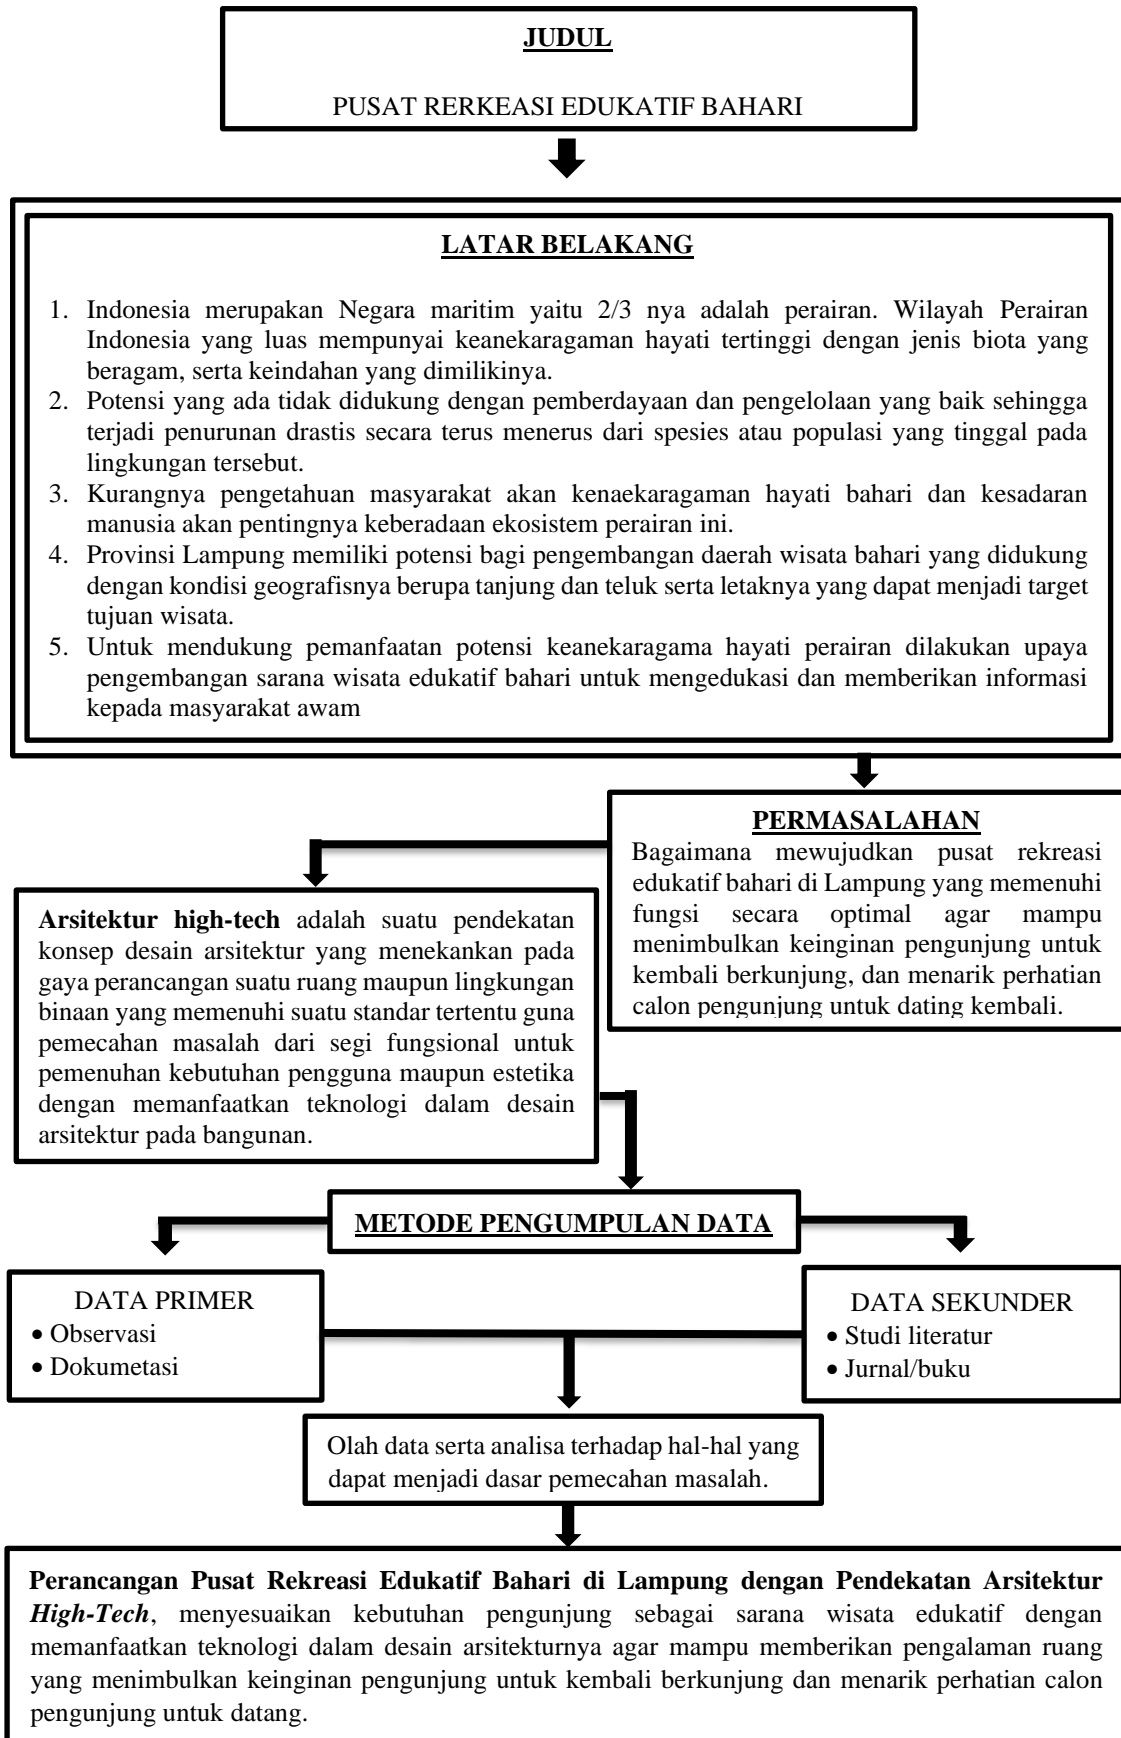 JUDUL
PUSAT RERKEASI EDUKATIF BAHARI
LATAR BELAKANG
1. Indonesia merupakan Negara maritim yaitu 2/3 nya adalah perairan. Wilayah Perairan
Indonesia yang luas mempunyai keanekaragaman hayati tertinggi dengan jenis biota yang
beragam, serta keindahan yang dimilikinya.
2. Potensi yang ada tidak didukung dengan pemberdayaan dan pengelolaan yang baik sehingga
terjadi penurunan drastis secara terus menerus dari spesies atau populasi yang tinggal pada
lingkungan tersebut.
3. Kurangnya pengetahuan masyarakat akan kenaekaragaman hayati bahari dan kesadaran
manusia akan pentingnya keberadaan ekosistem perairan ini.
4. Provinsi Lampung memiliki potensi bagi pengembangan daerah wisata bahari yang didukung
dengan kondisi geografisnya berupa tanjung dan teluk serta letaknya yang dapat menjadi target
tujuan wisata.
5. Untuk mendukung pemanfaatan potensi keanekaragama hayati perairan dilakukan upaya
pengembangan sarana wisata edukatif bahari untuk mengedukasi dan memberikan informasi
kepada masyarakat awam
PERMASALAHAN
Bagaimana mewujudkan pusat rekreasi
edukatif bahari di Lampung yang memenuhi
fungsi secara optimal agar mampu
menimbulkan keinginan pengunjung untuk
kembali berkunjung, dan menarik perhatian
calon pengunjung untuk dating kembali.
Arsitektur high-tech adalah suatu pendekatan
konsep desain arsitektur yang menekankan pada
gaya perancangan suatu ruang maupun lingkungan
binaan yang memenuhi suatu standar tertentu guna
pemecahan masalah dari segi fungsional untuk
pemenuhan kebutuhan pengguna maupun estetika
dengan memanfaatkan teknologi dalam desain
arsitektur pada bangunan.
METODE PENGUMPULAN DATA
DATA PRIMER
• Observasi
• Dokumetasi
DATA SEKUNDER
• Studi literatur
• Jurnal/buku
Olah data serta analisa terhadap hal-hal yang
dapat menjadi dasar pemecahan masalah.
Perancangan Pusat Rekreasi Edukatif Bahari di Lampung dengan Pendekatan Arsitektur
High-Tech, menyesuaikan kebutuhan pengunjung sebagai sarana wisata edukatif dengan
memanfaatkan teknologi dalam desain arsitekturnya agar mampu memberikan pengalaman ruang
yang menimbulkan keinginan pengunjung untuk kembali berkunjung dan menarik perhatian calon
pengunjung untuk datang.